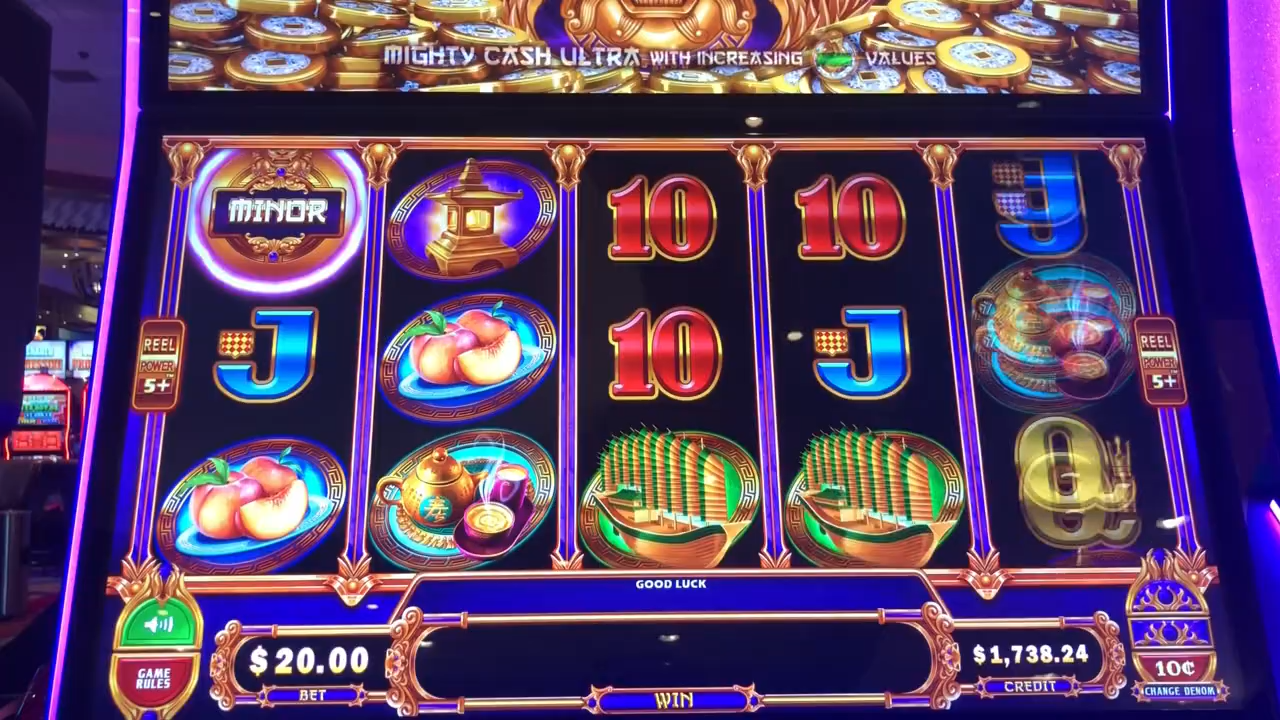 MIGHTY CASH ULTRA WITH INCREASING VALUES
MINOR
10
10
J
J
10
J
Q
REEL
POWER
5+
REEL
POWER™
5+
GOOD LUCK
GAME
RULES
$20.00
BET
WIN
$1,738.24
CREDIT
10¢
CHANGE DENOM